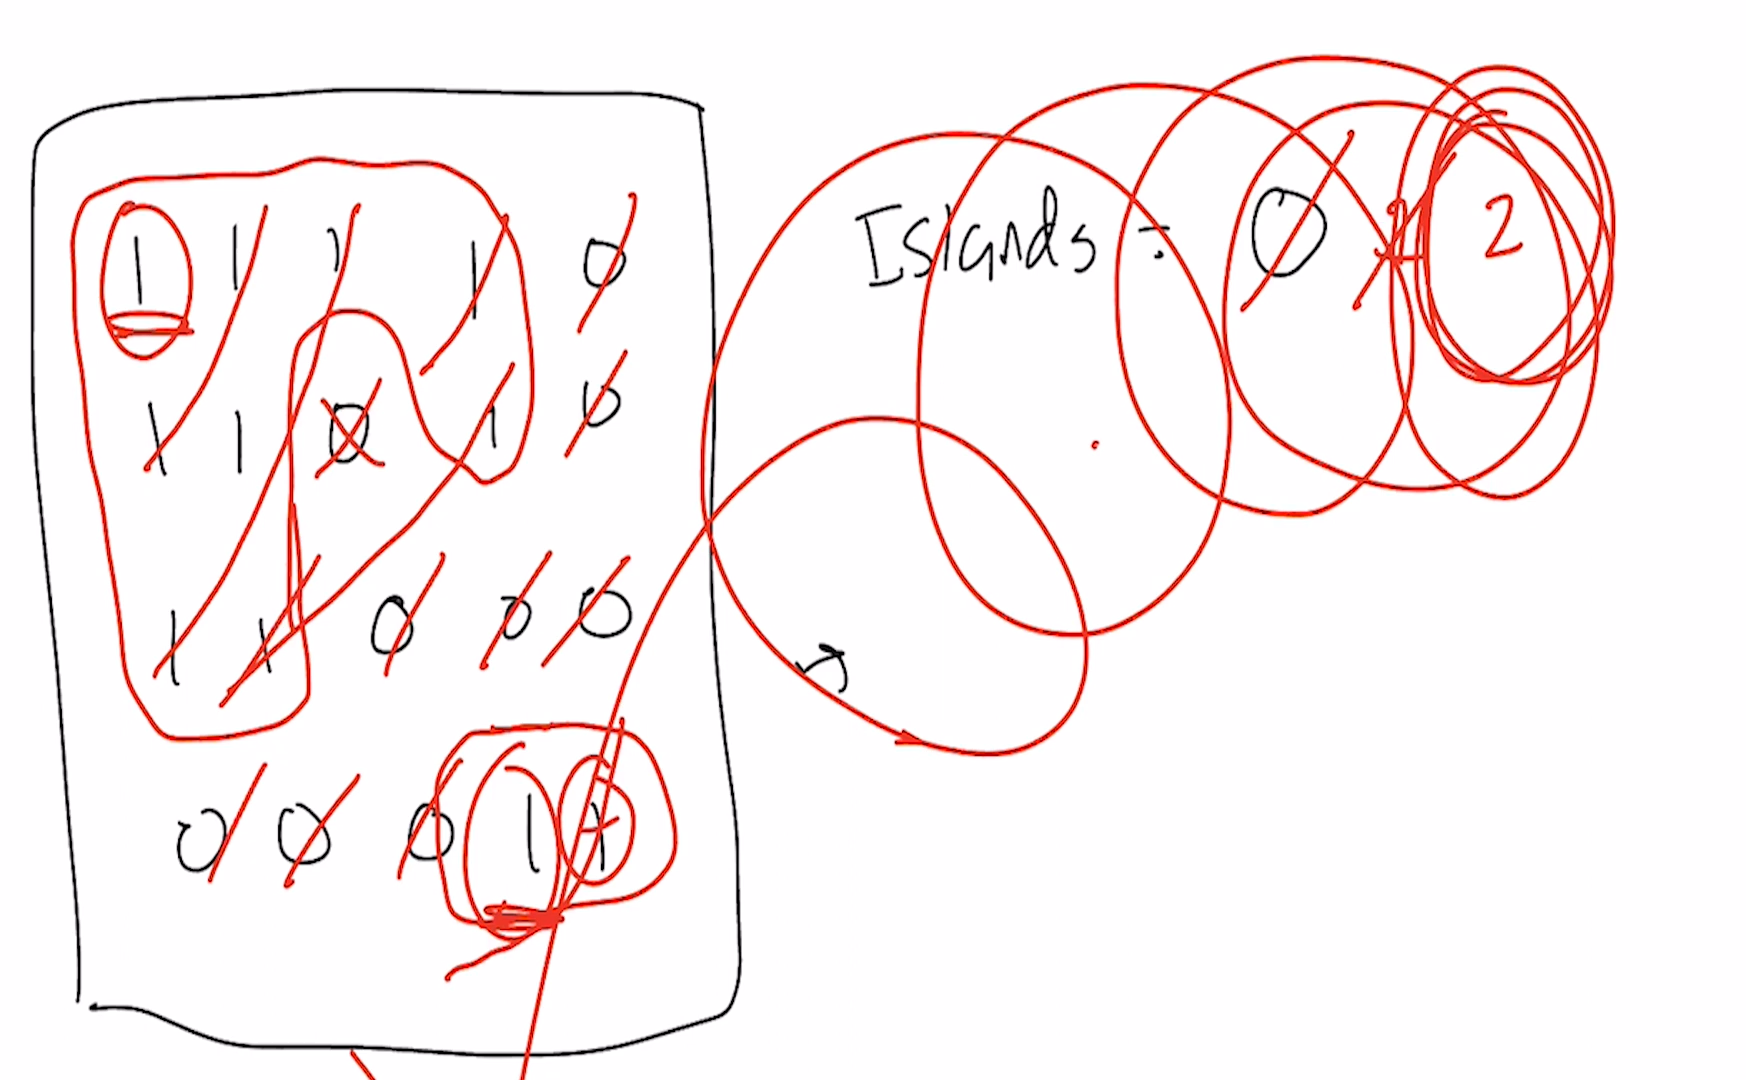 1 1 1 1 0
Islands = 0 1 2
1 1 0 1 0
1 1 0 0 0
0 0 0 1 1